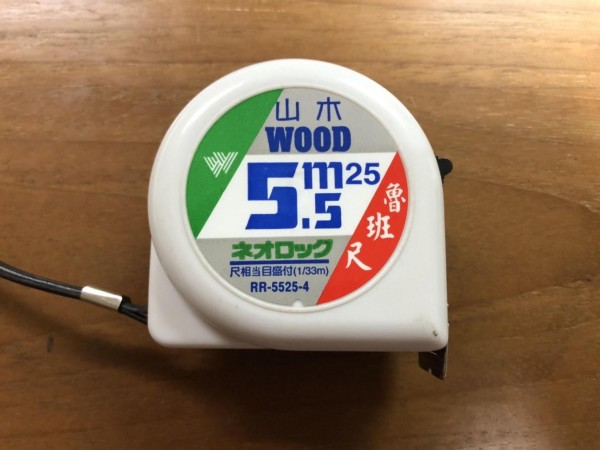 山木
WOOD
5.5m 25
ネオロック
尺相当目盛付(1/33m)
RR-5525-4
魯班尺